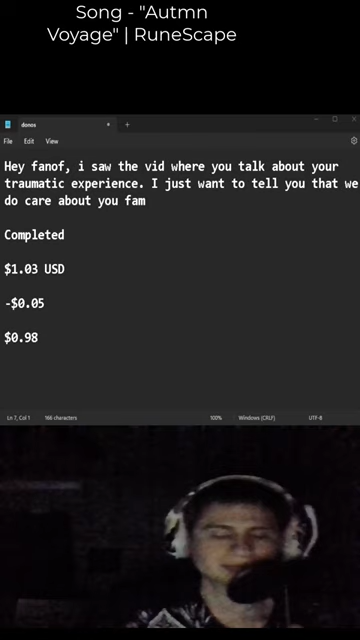 Song - "Autmn
Voyage" | RuneScape
donos
File Edit View
Hey fanof, i saw the vid where you talk about your
traumatic experience. I just want to tell you that we
do care about you fam
Completed
$1.03 USD
-$0.05
$0.98
Ln 7, Col 1 166 characters 100% Windows (CRLF) UTF-8